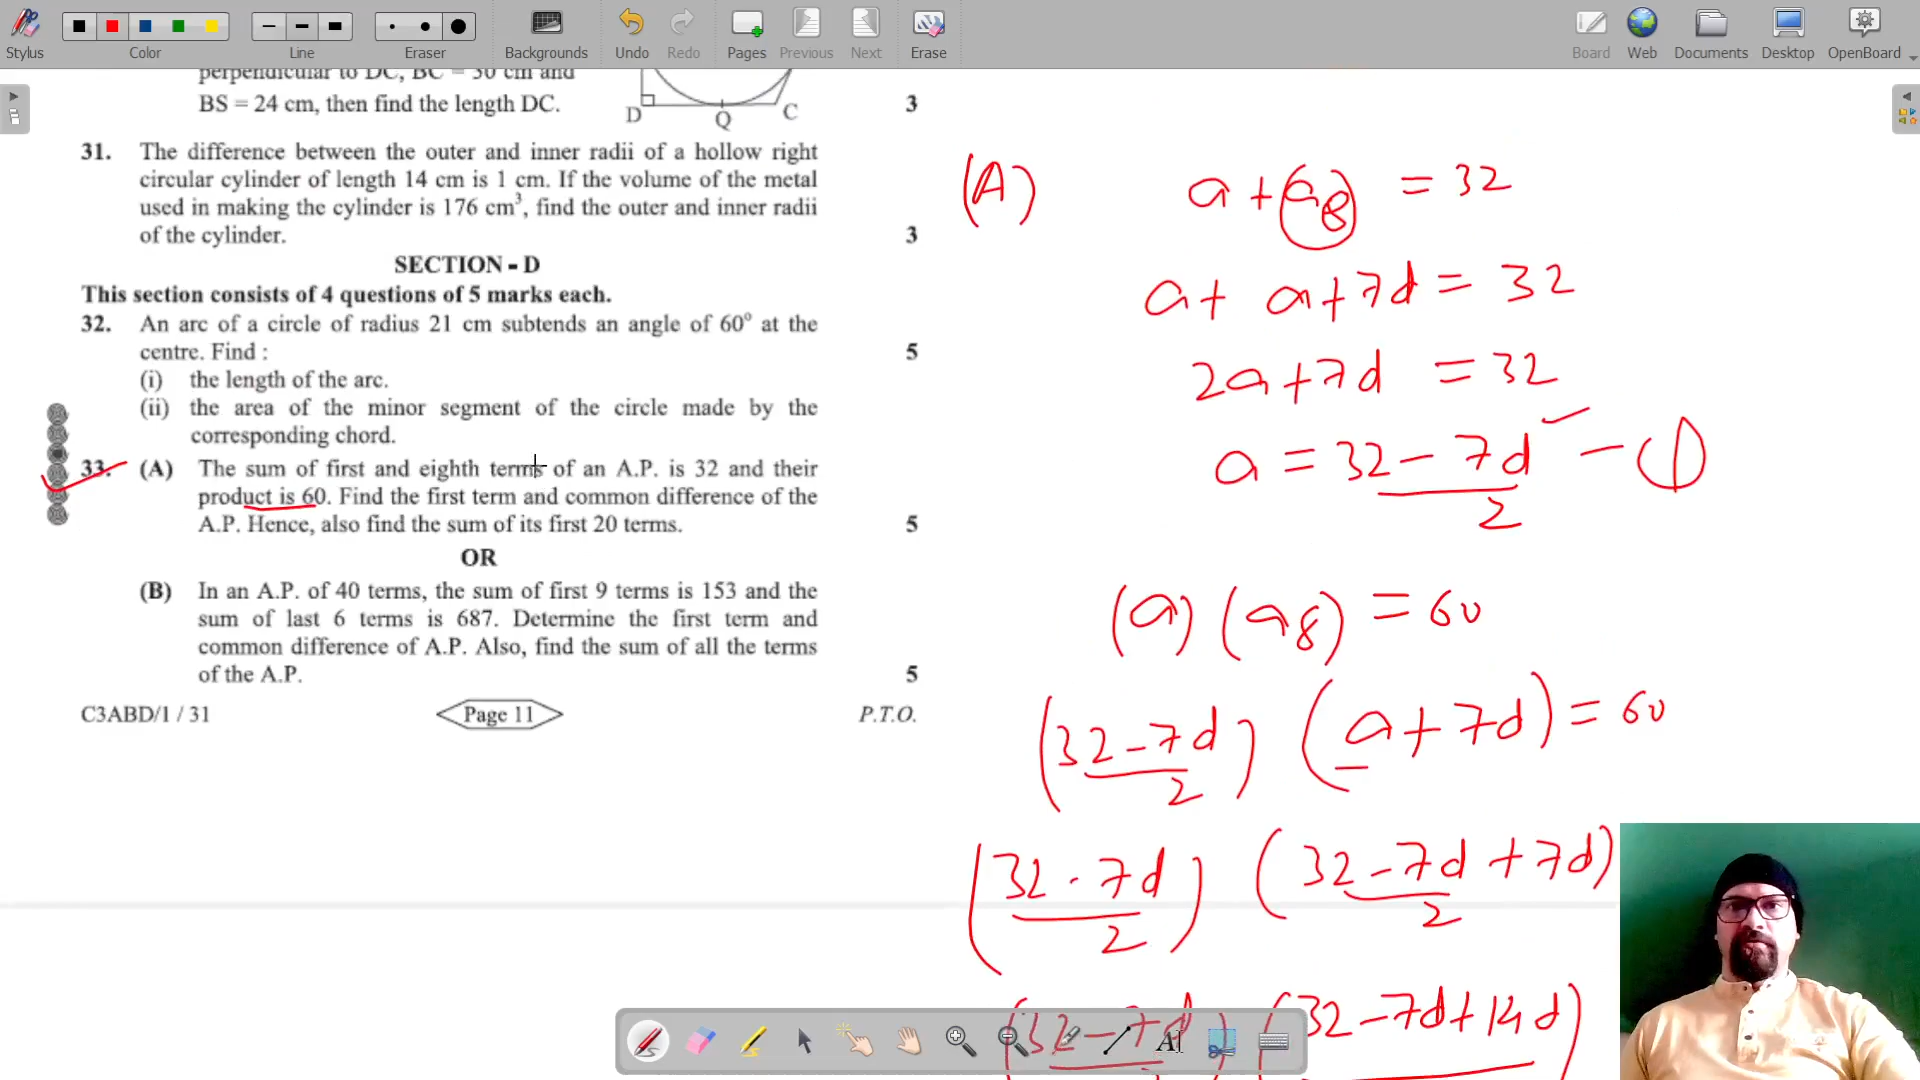 Stylus
Color
Line
Eraser
Backgrounds
Undo
Redo
Pages
Previous
Next
Erase
Board
Web
Documents
Desktop
OpenBoard
perpendicular to DC, BC = 30 cm and
BS = 24 cm, then find the length DC.
3
D
Q
C
31. The difference between the outer and inner radii of a hollow right
circular cylinder of length 14 cm is 1 cm. If the volume of the metal
used in making the cylinder is 176 cm³, find the outer and inner radii
of the cylinder.
3
SECTION - D
This section consists of 4 questions of 5 marks each.
32. An arc of a circle of radius 21 cm subtends an angle of 60° at the
centre. Find :
5
(i) the length of the arc.
(ii) the area of the minor segment of the circle made by the
corresponding chord.
33. (A) The sum of first and eighth terms of an A.P. is 32 and their
product is 60. Find the first term and common difference of the
A.P. Hence, also find the sum of its first 20 terms.
5
OR
(B) In an A.P. of 40 terms, the sum of first 9 terms is 153 and the
sum of last 6 terms is 687. Determine the first term and
common difference of A.P. Also, find the sum of all the terms
of the A.P.
5
C3ABD/1 / 31
Page 11
P.T.O.
(A) a + a8 = 32
a + a + 7d = 32
2a + 7d = 32
a = 32 - 7d / 2 - 1
(a) (a8) = 60
(32 - 7d / 2) (a + 7d) = 60
(32 - 7d / 2) (32 - 7d / 2 + 7d)
(32 - 7d) (32 - 7d + 14d)